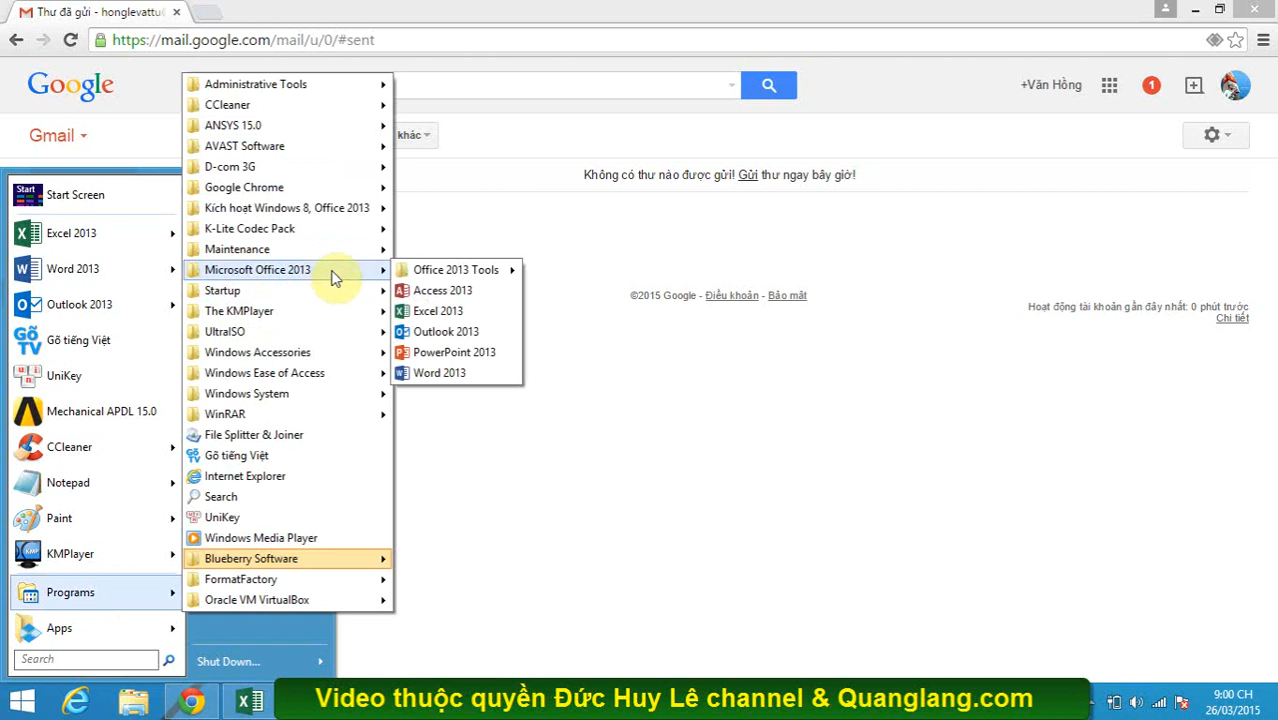 Thư đã gửi - honglevattu@
https://mail.google.com/mail/u/0/#sent
Google
+Văn Hồng
1
Gmail
khác
Không có thư nào được gửi! Gửi thư ngay bây giờ!
©2015 Google - Điều khoản - Bảo mật
Hoạt động tài khoản gần đây nhất: 0 phút trước
Chi tiết
Start
Start Screen
Excel 2013
Word 2013
Outlook 2013
GÕ TV
Gõ tiếng Việt
UniKey
Mechanical APDL 15.0
CCleaner
Notepad
Paint
KMP
KMPlayer
Programs
Apps
Search
Shut Down...
Administrative Tools
CCleaner
ANSYS 15.0
AVAST Software
D-com 3G
Google Chrome
Kích hoạt Windows 8, Office 2013
K-Lite Codec Pack
Maintenance
Microsoft Office 2013
Startup
The KMPlayer
UltraISO
Windows Accessories
Windows Ease of Access
Windows System
WinRAR
File Splitter & Joiner
Gõ tiếng Việt
Internet Explorer
Search
UniKey
Windows Media Player
Blueberry Software
FormatFactory
Oracle VM VirtualBox
Office 2013 Tools
Access 2013
Excel 2013
Outlook 2013
PowerPoint 2013
Word 2013
Video thuộc quyền Đức Huy Lê channel & Quanglang.com
9:00 CH
26/03/2015